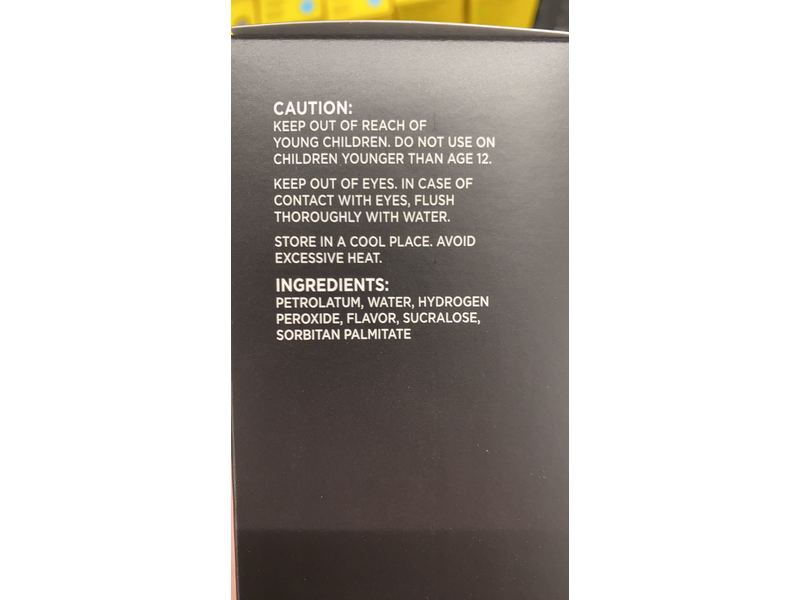 CAUTION:
KEEP OUT OF REACH OF
YOUNG CHILDREN. DO NOT USE ON
CHILDREN YOUNGER THAN AGE 12.
KEEP OUT OF EYES. IN CASE OF
CONTACT WITH EYES, FLUSH
THOROUGHLY WITH WATER.
STORE IN A COOL PLACE. AVOID
EXCESSIVE HEAT.
INGREDIENTS:
PETROLATUM, WATER, HYDROGEN
PEROXIDE, FLAVOR, SUCRALOSE,
SORBITAN PALMITATE